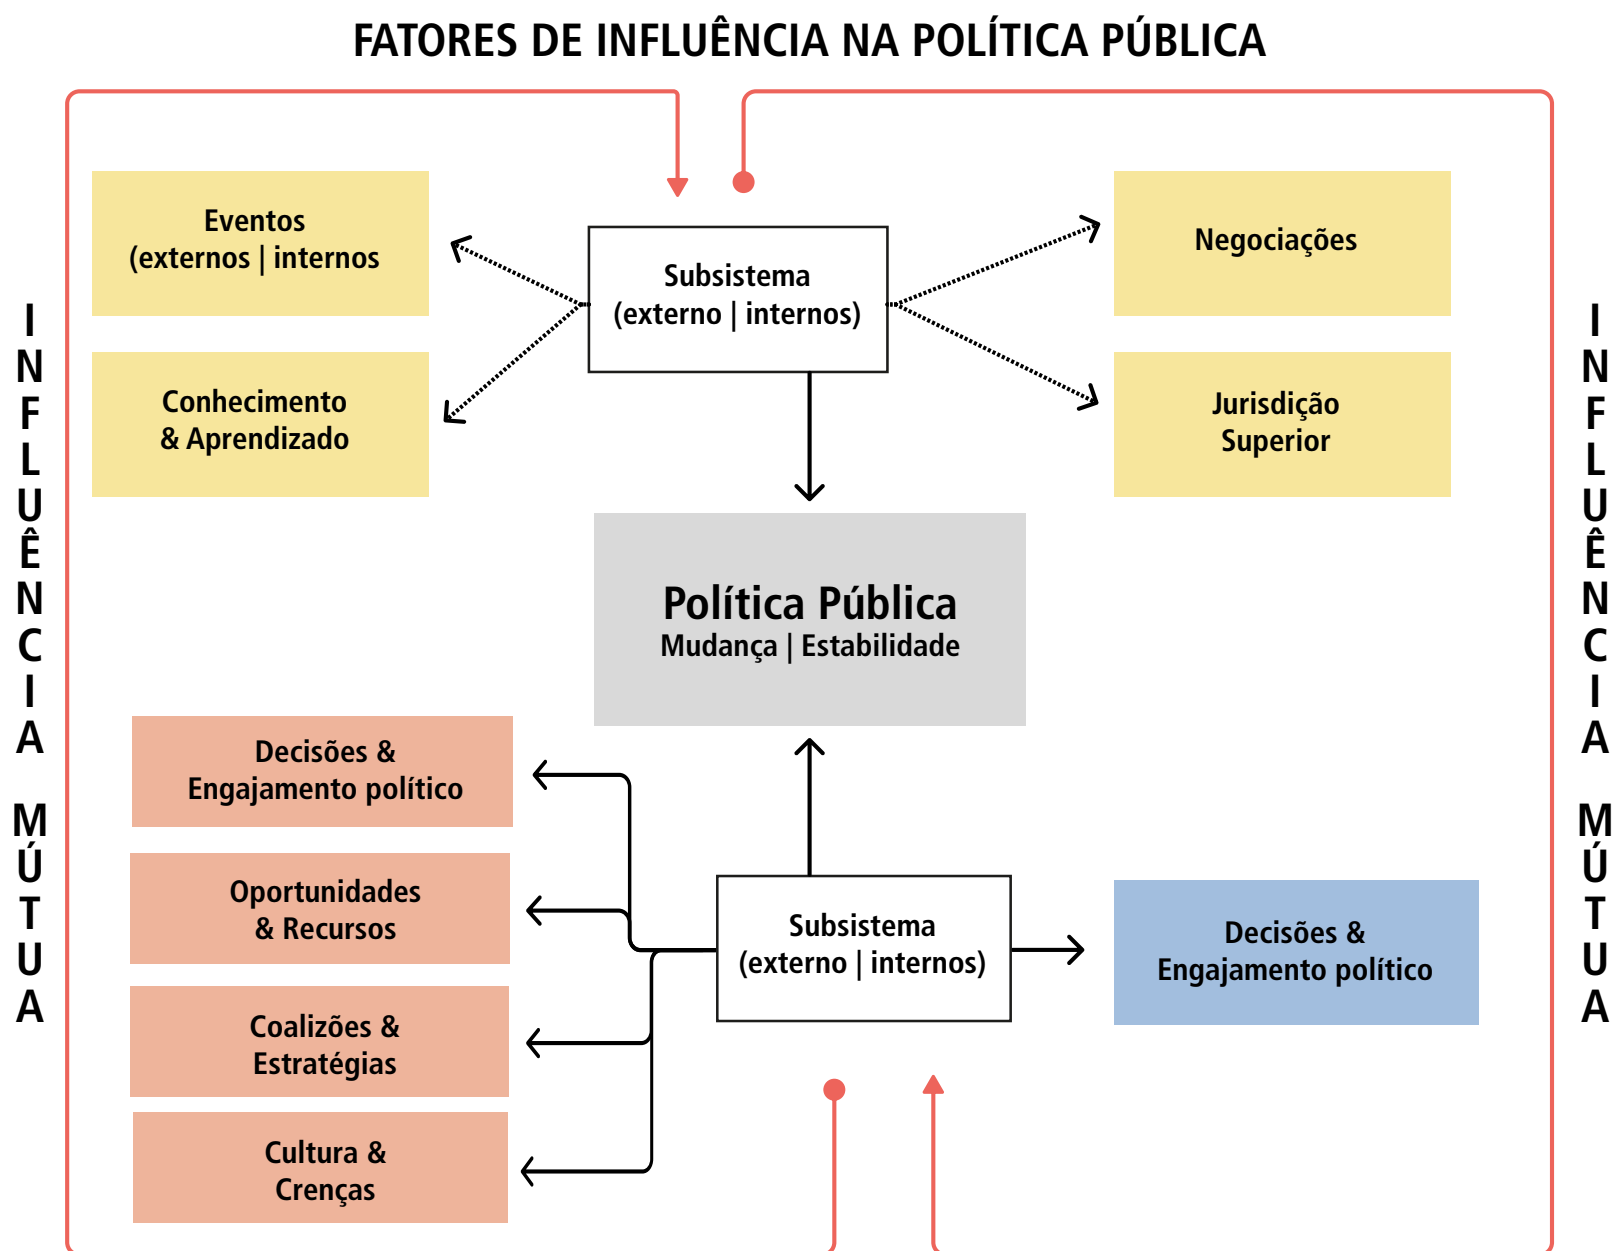 FATORES DE INFLUÊNCIA NA POLÍTICA PÚBLICA
INFLUÊNCIA MÚTUA
Eventos
(externos | internos
Conhecimento
& Aprendizado
Subsistema
(externo | internos)
Negociações
Jurisdição
Superior
Política Pública
Mudança | Estabilidade
Decisões &
Engajamento político
Oportunidades
& Recursos
Coalizões &
Estratégias
Cultura &
Crenças
Subsistema
(externo | internos)
Decisões &
Engajamento político
INFLUÊNCIA MÚTUA